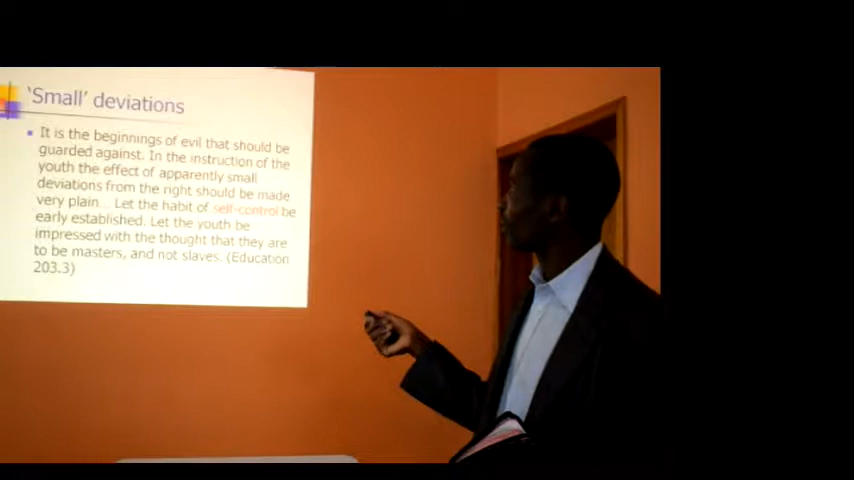 'Small' deviations
It is the beginnings of evil that should be
guarded against. In the instruction of the
youth the effect of apparently small
deviations from the right should be made
very plain... Let the habit of self-control be
early established. Let the youth be
impressed with the thought that they are
to be masters, and not slaves. (Education
203.3)